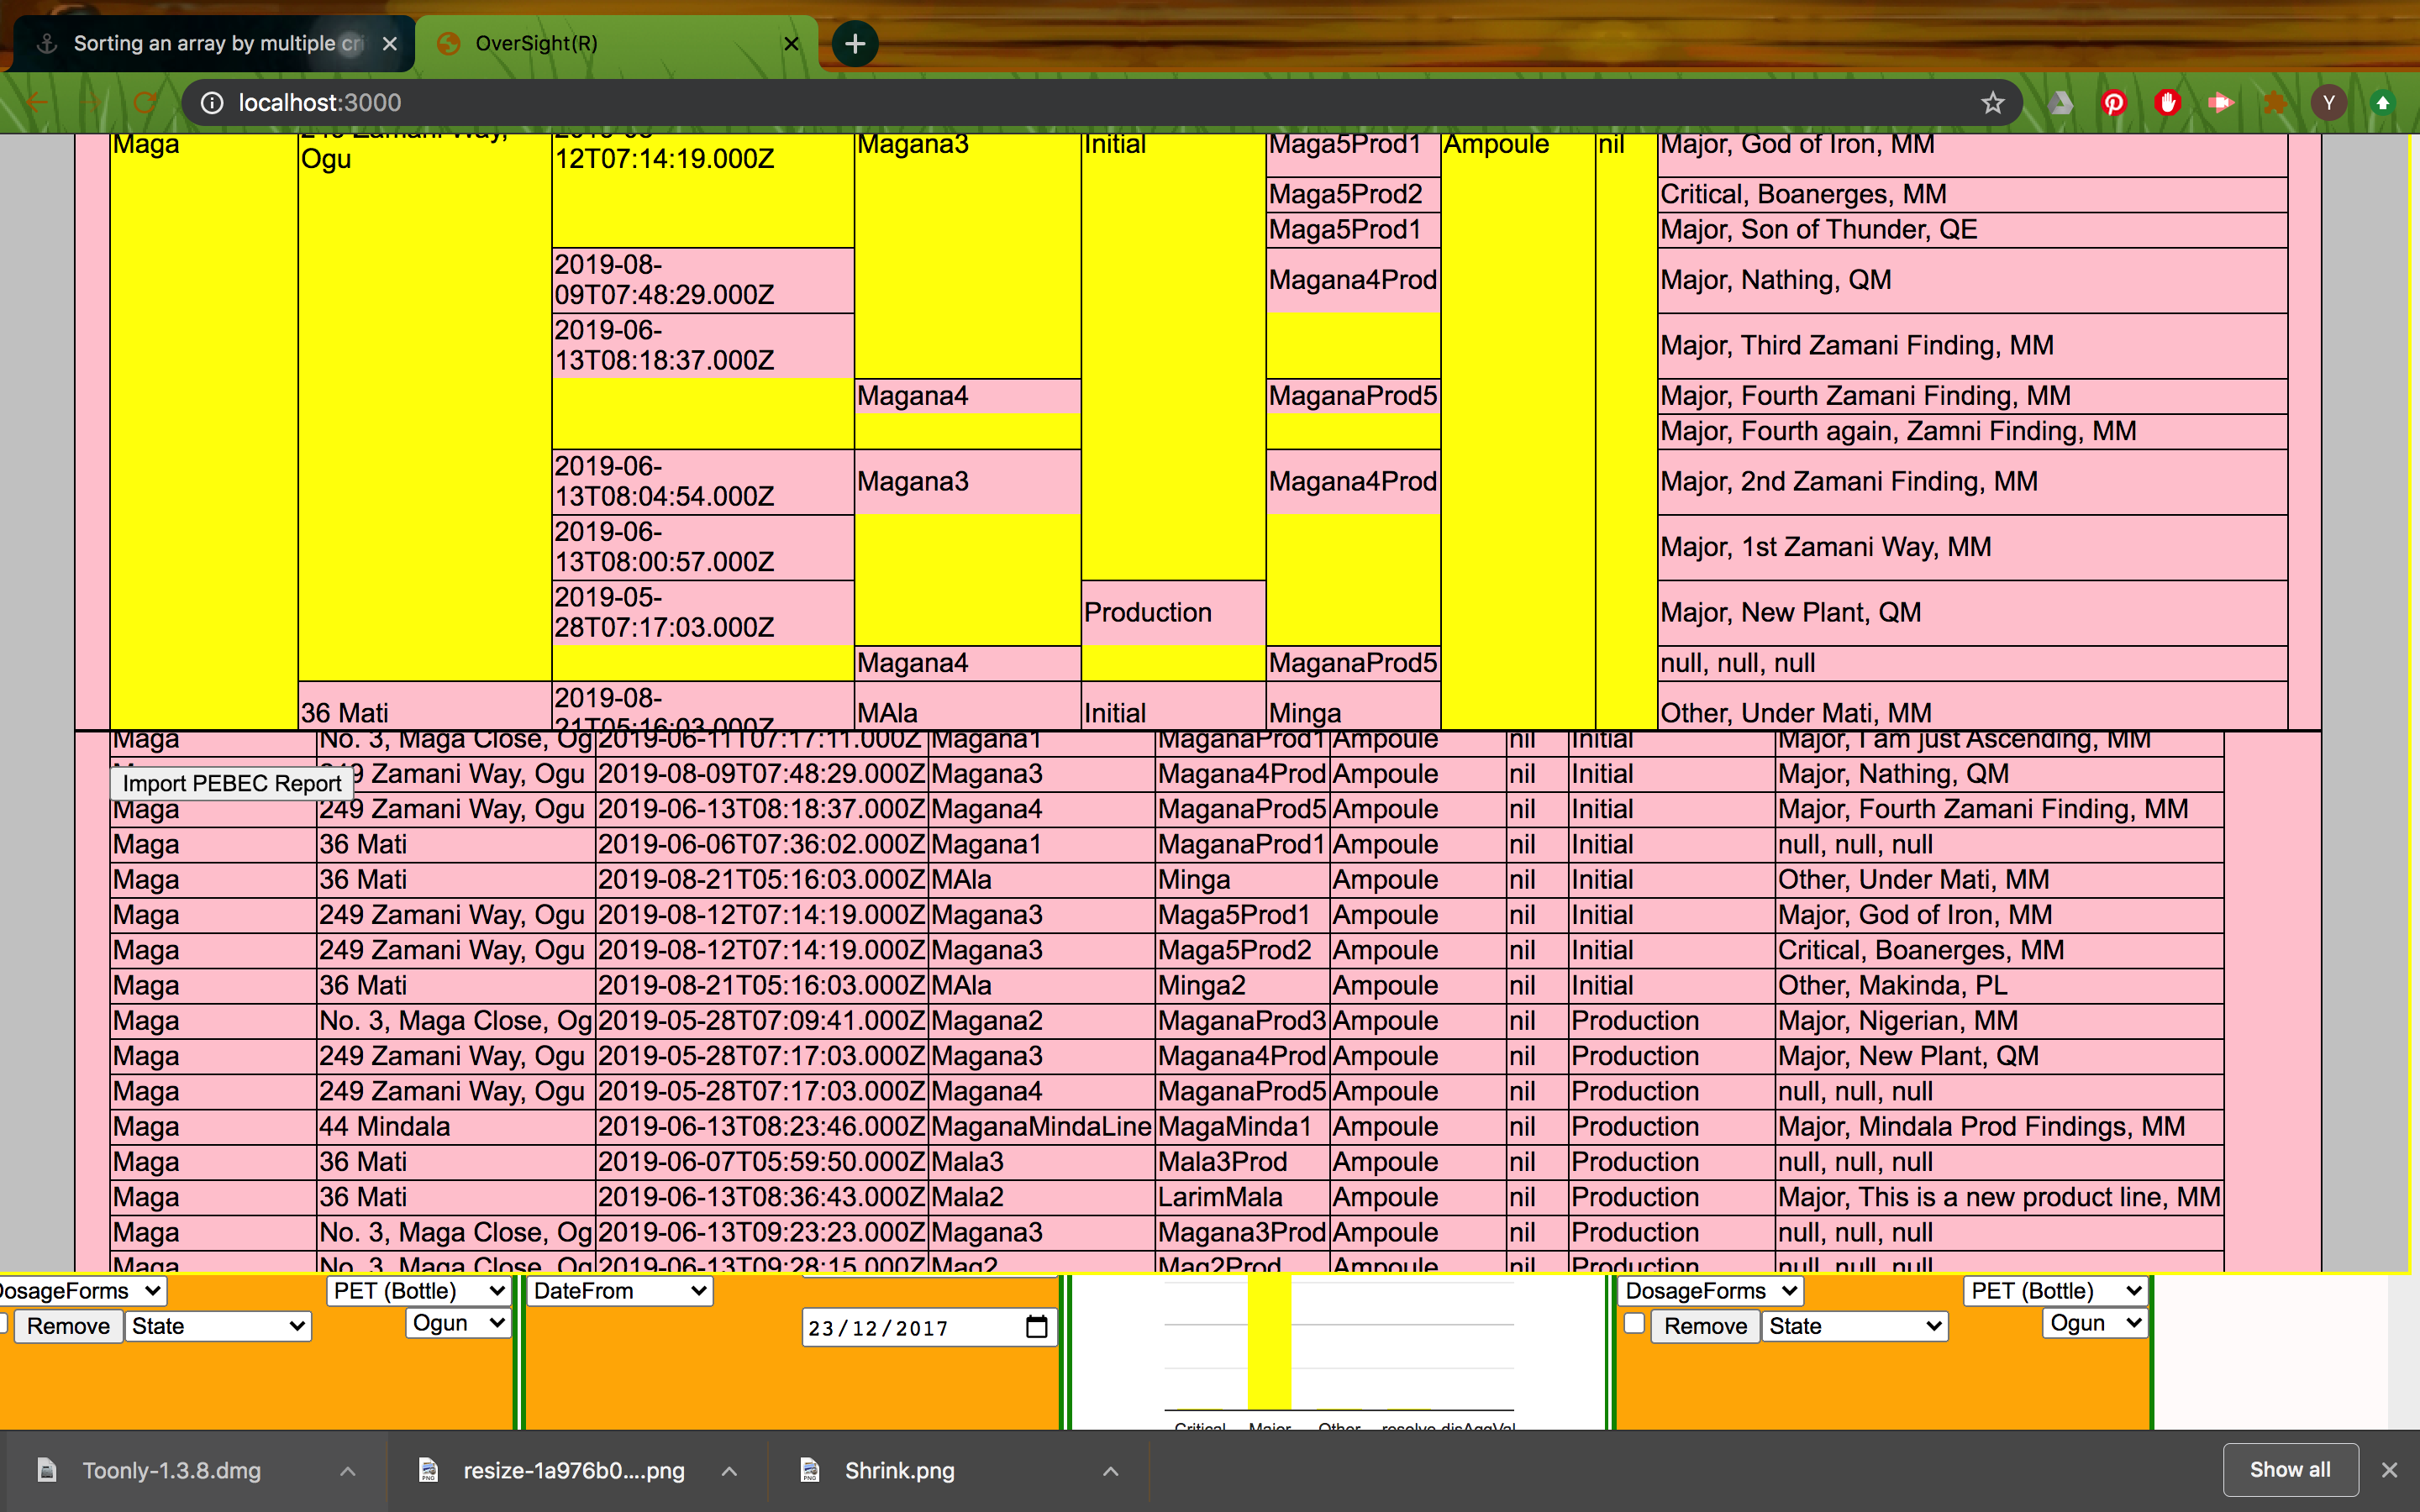 Sorting an array by multiple cri
OverSight(R)
localhost:3000
Y
Maga Magana3 Initial Maga5Prod1 Ampoule nil Major, God of Iron, MM
249 Zamani Way, Ogu
12T07:14:19.000Z
Maga5Prod2 Critical, Boanerges, MM
Maga5Prod1 Major, Son of Thunder, QE
2019-08-
09T07:48:29.000Z
Magana4Prod Major, Nathing, QM
2019-06-
13T08:18:37.000Z
Major, Third Zamani Finding, MM
Magana4 MaganaProd5 Major, Fourth Zamani Finding, MM
Major, Fourth again, Zamni Finding, MM
2019-06-
13T08:04:54.000Z
Magana3 Magana4Prod Major, 2nd Zamani Finding, MM
2019-06-
13T08:00:57.000Z
Major, 1st Zamani Way, MM
2019-05-
28T07:17:03.000Z
Production Major, New Plant, QM
Magana4 MaganaProd5 null, null, null
2019-08-
21T05:16:03.000Z
36 Mati MAla Initial Minga Other, Under Mati, MM
Maga No. 3, Maga Close, Og 2019-06-11T07:17:11.000Z Magana1 MaganaProd1 Ampoule nil Initial Major, I am just Ascending, MM
Import PEBEC Report
9 Zamani Way, Ogu 2019-08-09T07:48:29.000Z Magana3 Magana4Prod Ampoule nil Initial Major, Nathing, QM
Maga 249 Zamani Way, Ogu 2019-06-13T08:18:37.000Z Magana4 MaganaProd5 Ampoule nil Initial Major, Fourth Zamani Finding, MM
Maga 36 Mati 2019-06-06T07:36:02.000Z Magana1 MaganaProd1 Ampoule nil Initial null, null, null
Maga 36 Mati 2019-08-21T05:16:03.000Z MAla Minga Ampoule nil Initial Other, Under Mati, MM
Maga 249 Zamani Way, Ogu 2019-08-12T07:14:19.000Z Magana3 Maga5Prod1 Ampoule nil Initial Major, God of Iron, MM
Maga 249 Zamani Way, Ogu 2019-08-12T07:14:19.000Z Magana3 Maga5Prod2 Ampoule nil Initial Critical, Boanerges, MM
Maga 36 Mati 2019-08-21T05:16:03.000Z MAla Minga2 Ampoule nil Initial Other, Makinda, PL
Maga No. 3, Maga Close, Og 2019-05-28T07:09:41.000Z Magana2 MaganaProd3 Ampoule nil Production Major, Nigerian, MM
Maga 249 Zamani Way, Ogu 2019-05-28T07:17:03.000Z Magana3 Magana4Prod Ampoule nil Production Major, New Plant, QM
Maga 249 Zamani Way, Ogu 2019-05-28T07:17:03.000Z Magana4 MaganaProd5 Ampoule nil Production null, null, null
Maga 44 Mindala 2019-06-13T08:23:46.000Z MaganaMindaLine MagaMinda1 Ampoule nil Production Major, Mindala Prod Findings, MM
Maga 36 Mati 2019-06-07T05:59:50.000Z Mala3 Mala3Prod Ampoule nil Production null, null, null
Maga 36 Mati 2019-06-13T08:36:43.000Z Mala2 LarimMala Ampoule nil Production Major, This is a new product line, MM
Maga No. 3, Maga Close, Og 2019-06-13T09:23:23.000Z Magana3 Magana3Prod Ampoule nil Production null, null, null
Maga No. 3, Maga Close, Og 2019-06-13T09:28:15.000Z Mag2 Mag2Prod Ampoule nil Production null, null, null
DosageForms PET (Bottle) DateFrom DosageForms PET (Bottle)
Remove State Ogun 23/12/2017 Remove State Ogun
Critical Major Other resolve disAggVal
Toonly-1.3.8.dmg resize-1a976b0....png Shrink.png Show all